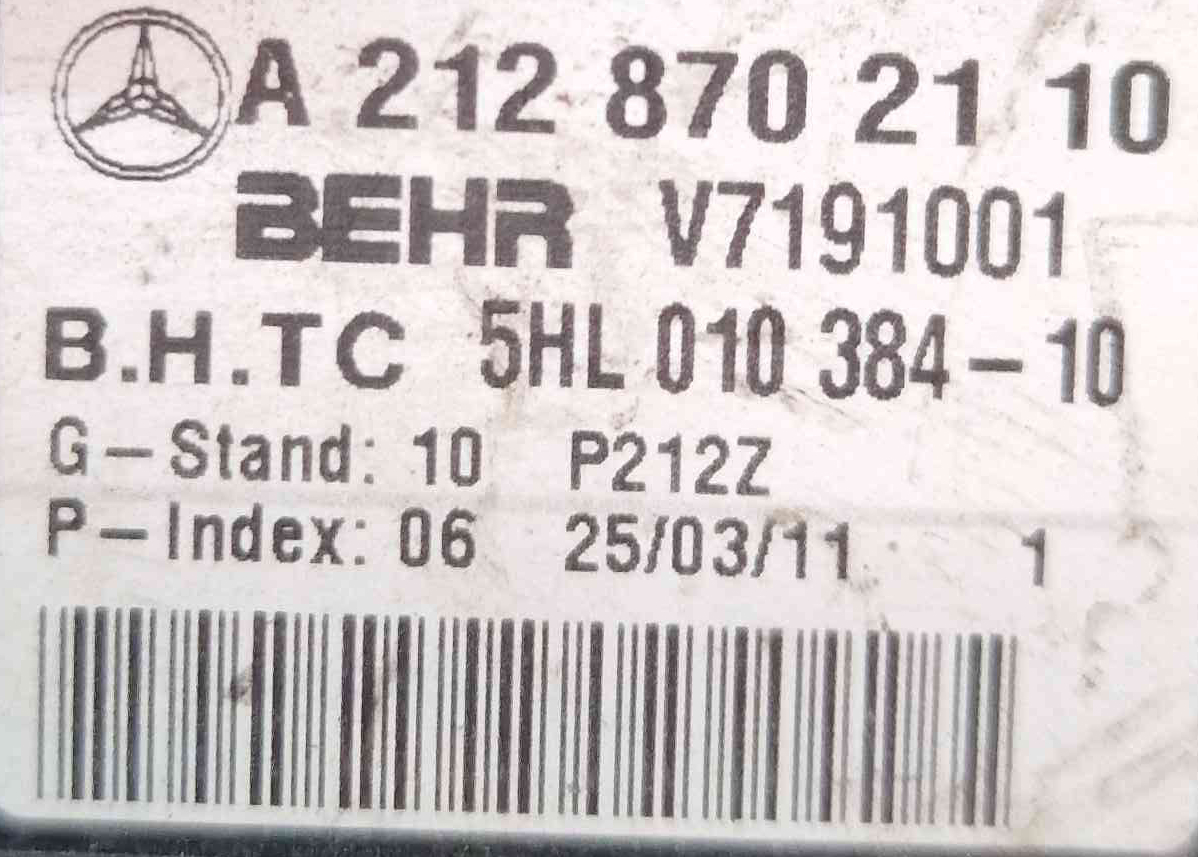 A 212 870 21 10
BEHR V7191001
B.H.TC 5HL 010 384-10
G-Stand: 10 P212Z
P-Index: 06 25/03/11 1